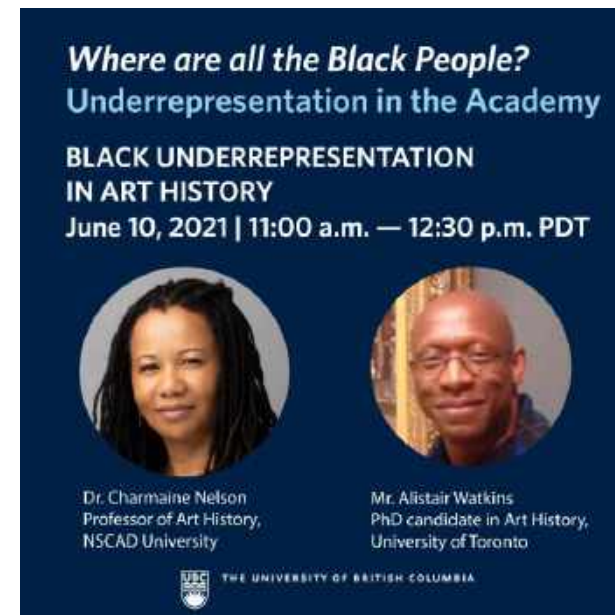 Where are all the Black People?
Underrepresentation in the Academy
BLACK UNDERREPRESENTATION
IN ART HISTORY
June 10, 2021 | 11:00 a.m. — 12:30 p.m. PDT
Dr. Charmaine Nelson
Professor of Art History,
NSCAD University
Mr. Alistair Watkins
PhD candidate in Art History,
University of Toronto
UBC THE UNIVERSITY OF BRITISH COLUMBIA